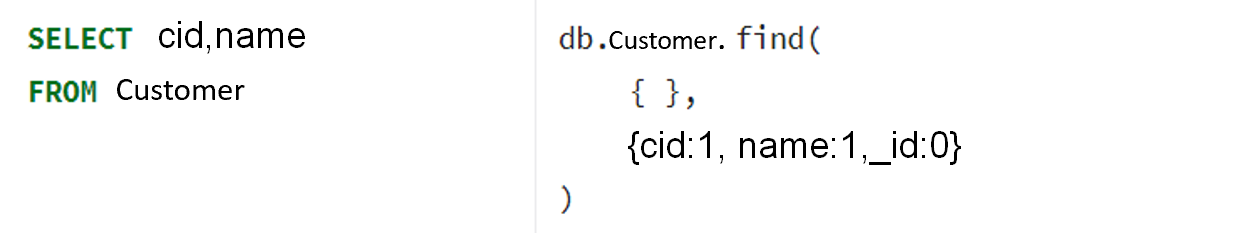 SELECT cid,name
FROM Customer
db.Customer. find(
{ },
{cid:1, name:1,_id:0}
)